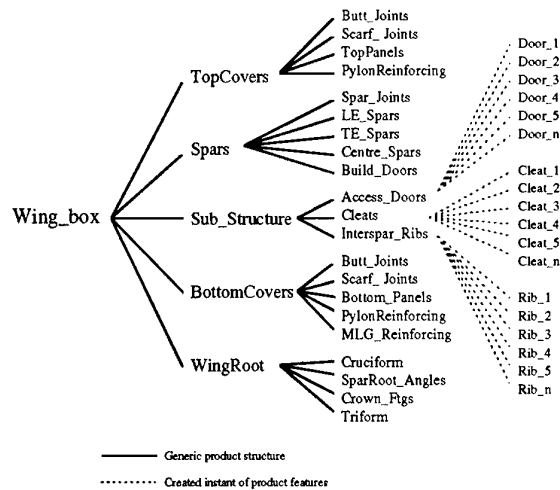 Wing_box
TopCovers
Butt_Joints
Scarf_ Joints
TopPanels
PylonReinforcing
Spars
Spar_Joints
LE_Spars
TE_Spars
Centre_Spars
Build_Doors
Sub_Structure
Access_Doors
Cleats
Interspar_Ribs
BottomCovers
Butt_Joints
Scarf_ Joints
Bottom_Panels
PylonReinforcing
MLG_Reinforcing
WingRoot
Cruciform
SparRoot_Angles
Crown_Ftgs
Triform
Door_1
Door_2
Door_3
Door_4
Door_5
Door_n
Cleat_1
Cleat_2
Cleat_3
Cleat_4
Cleat_5
Cleat_n
Rib_1
Rib_2
Rib_3
Rib_4
Rib_5
Rib_n
Generic product structure
Created instant of product features